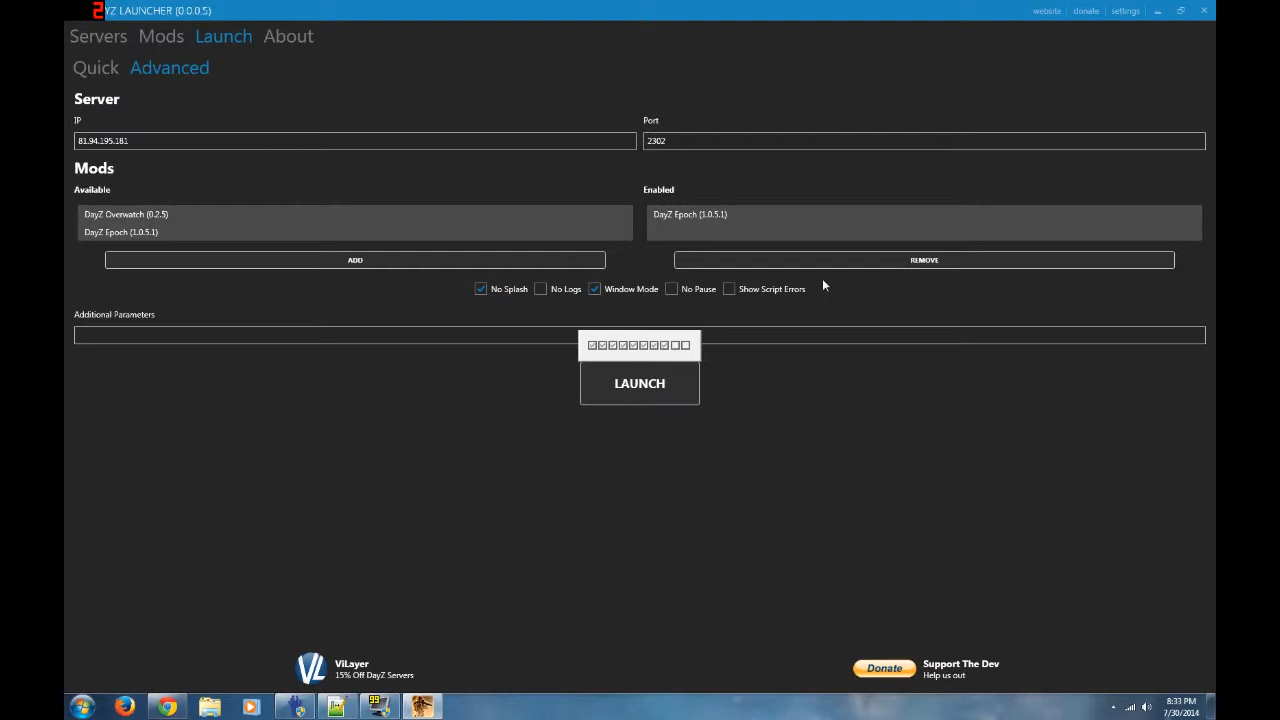 2YZ LAUNCHER (0.0.0.5)
website donate settings
Servers Mods Launch About
Quick Advanced
Server
IP Port
81.94.195.181 2302
Mods
Available Enabled
DayZ Overwatch (0.2.5) DayZ Epoch (1.0.5.1)
DayZ Epoch (1.0.5.1)
ADD REMOVE
No Splash No Logs Window Mode No Pause Show Script Errors
Additional Parameters
LAUNCH
VL ViLayer
15% Off DayZ Servers
Donate Support The Dev
Help us out
99
8:33 PM
7/30/2014